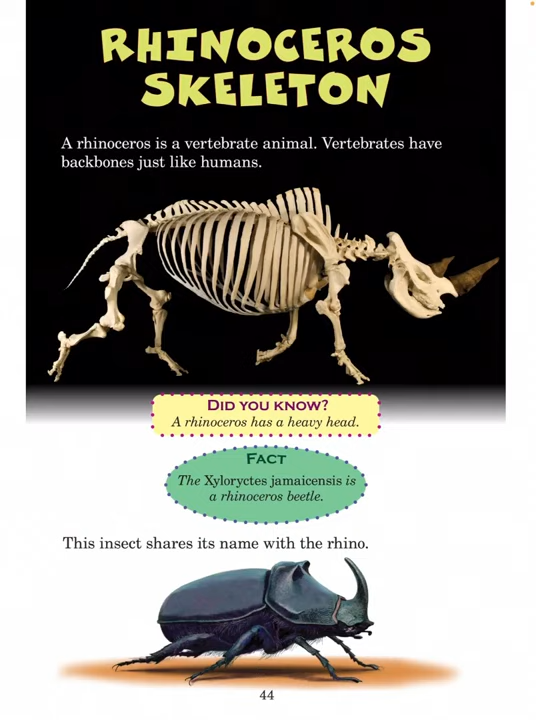 RHINOCEROS
SKELETON
A rhinoceros is a vertebrate animal. Vertebrates have
backbones just like humans.
DID YOU KNOW?
A rhinoceros has a heavy head.
FACT
The Xyloryctes jamaicensis is
a rhinoceros beetle.
This insect shares its name with the rhino.
44